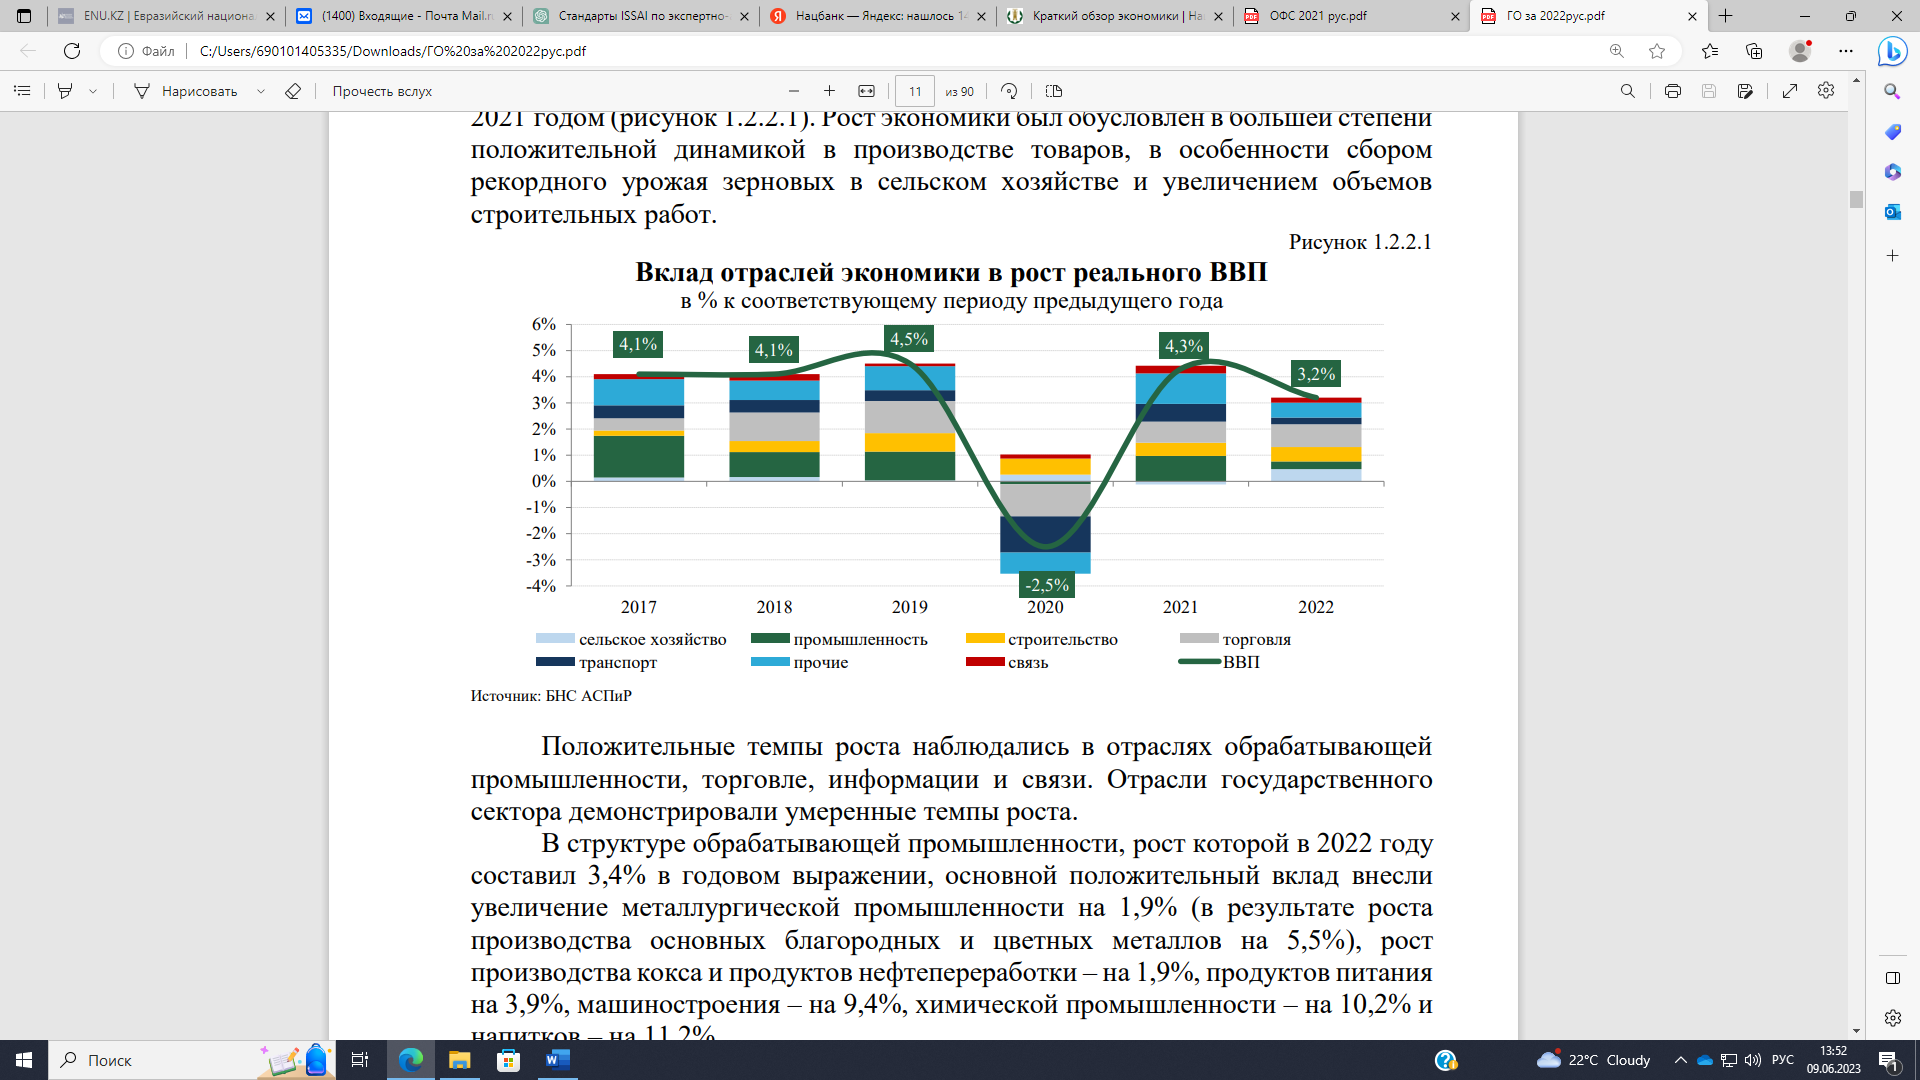 ENU.KZ | Евразийский национа
(1400) Входящие - Почта Mail.r
Стандарты ISSAI по экспертно-
Нацбанк — Яндекс: нашлось 1
Краткий обзор экономики | На
ОФС 2021 рус.pdf
ГО за 2022рус.pdf
Файл
C:/Users/690101405335/Downloads/ГО%20за%202022рус.pdf
Нарисовать
Прочесть вслух
11
из 90
2021 годом (рисунок 1.2.2.1). Рост экономики был обусловлен в большей степени
положительной динамикой в производстве товаров, в особенности сбором
рекордного урожая зерновых в сельском хозяйстве и увеличением объемов
строительных работ.
Рисунок 1.2.2.1
Вклад отраслей экономики в рост реального ВВП
в % к соответствующему периоду предыдущего года
6%
5%
4%
3%
2%
1%
0%
-1%
-2%
-3%
-4%
4,1%
4,1%
4,5%
-2,5%
4,3%
3,2%
2017
2018
2019
2020
2021
2022
сельское хозяйство
промышленность
строительство
торговля
транспорт
прочие
связь
ВВП
Источник: БНС АСПиР
Положительные темпы роста наблюдались в отраслях обрабатывающей
промышленности, торговле, информации и связи. Отрасли государственного
сектора демонстрировали умеренные темпы роста.
В структуре обрабатывающей промышленности, рост которой в 2022 году
составил 3,4% в годовом выражении, основной положительный вклад внесли
увеличение металлургической промышленности на 1,9% (в результате роста
производства основных благородных и цветных металлов на 5,5%), рост
производства кокса и продуктов нефтепереработки – на 1,9%, продуктов питания
на 3,9%, машиностроения – на 9,4%, химической промышленности – на 10,2% и
напитков – на 11,2%
Поиск
22°C Cloudy
РУС
13:52
09.06.2023
1